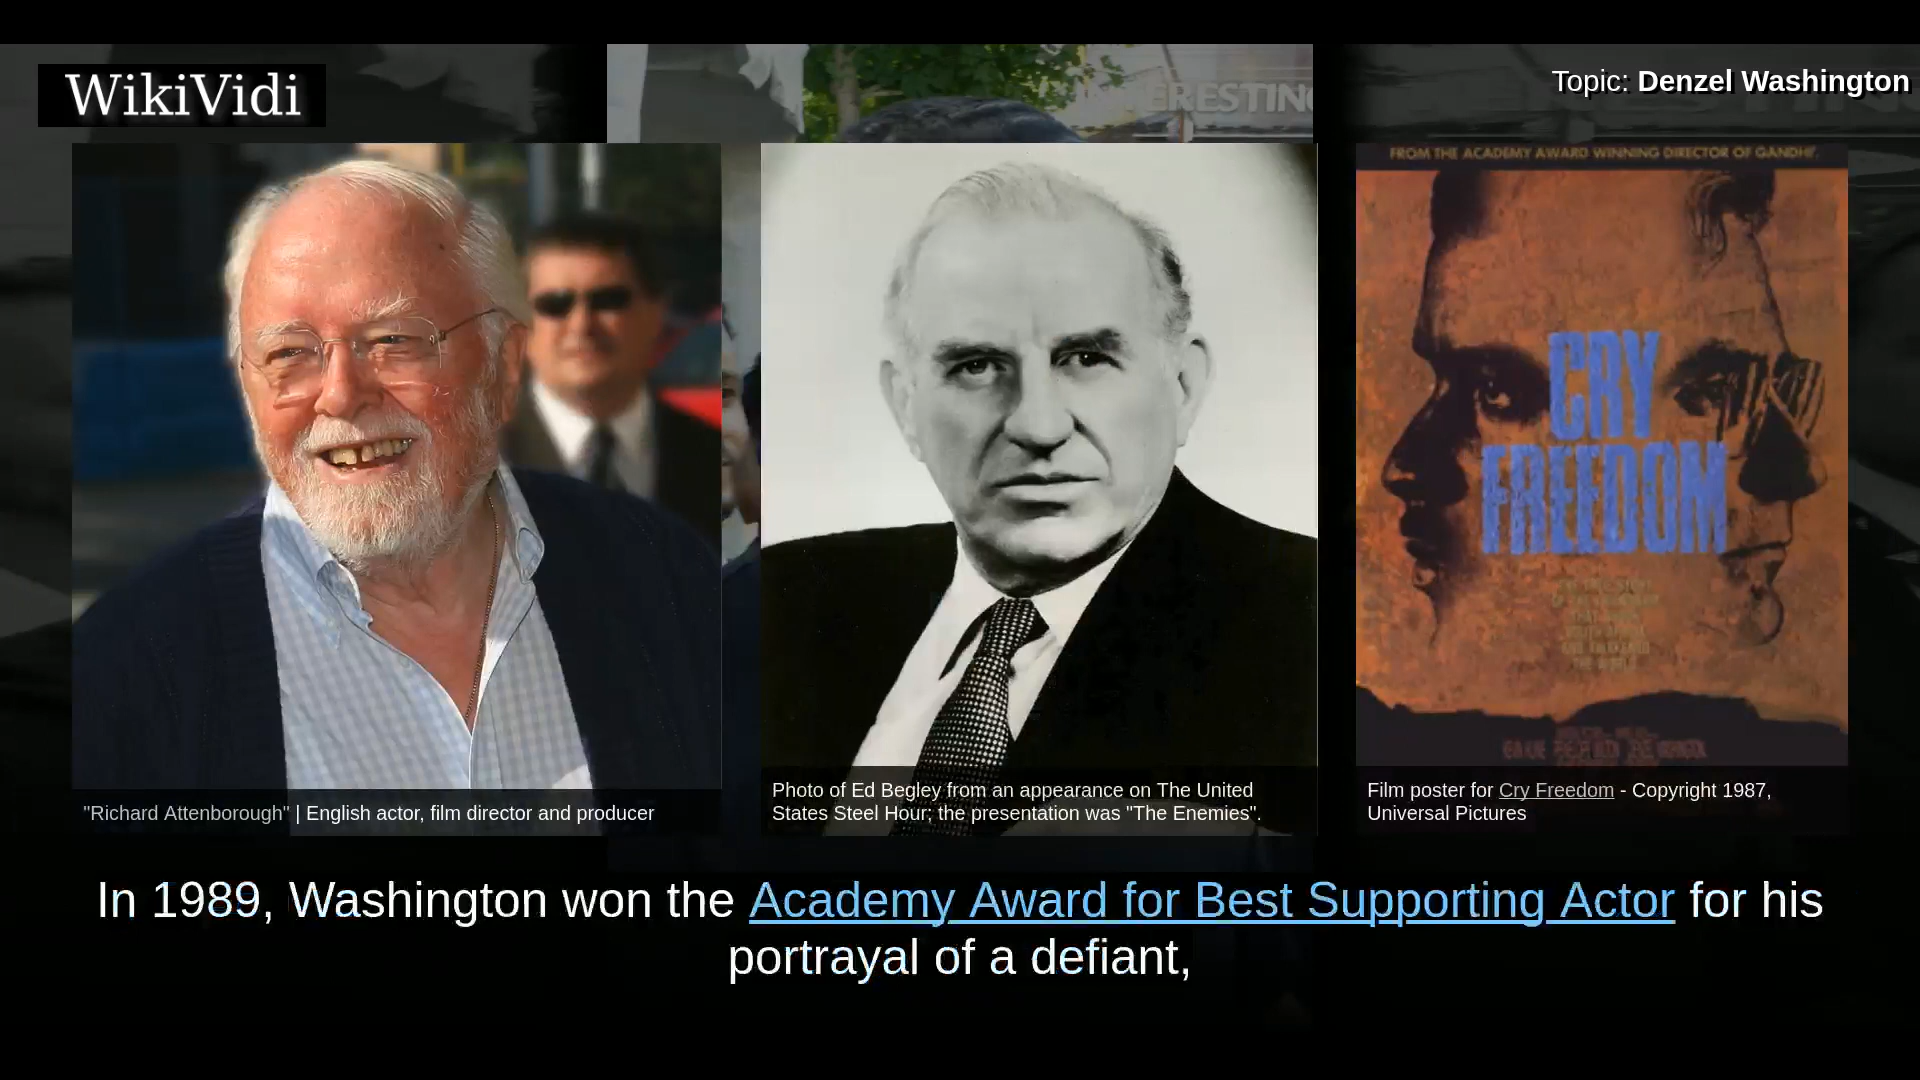 WikiVidi
Topic: Denzel Washington
ERESTING
FROM THE ACADEMY AWARD WINNING DIRECTOR OF GANDHI.
CRY
FREEDOM
"Richard Attenborough" | English actor, film director and producer
Photo of Ed Begley from an appearance on The United
States Steel Hour; the presentation was "The Enemies".
Film poster for Cry Freedom - Copyright 1987,
Universal Pictures
In 1989, Washington won the Academy Award for Best Supporting Actor for his
portrayal of a defiant,